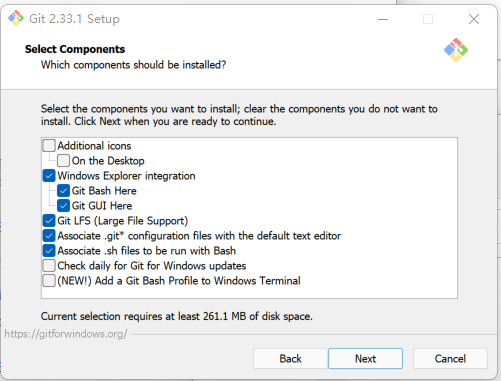 Git 2.33.1 Setup
Select Components
Which components should be installed?
Select the components you want to install; clear the components you do not want to
install. Click Next when you are ready to continue.
Additional icons
On the Desktop
Windows Explorer integration
Git Bash Here
Git GUI Here
Git LFS (Large File Support)
Associate .git* configuration files with the default text editor
Associate .sh files to be run with Bash
Check daily for Git for Windows updates
(NEW!) Add a Git Bash Profile to Windows Terminal
Current selection requires at least 261.1 MB of disk space.
https://gitforwindows.org/
Back Next Cancel